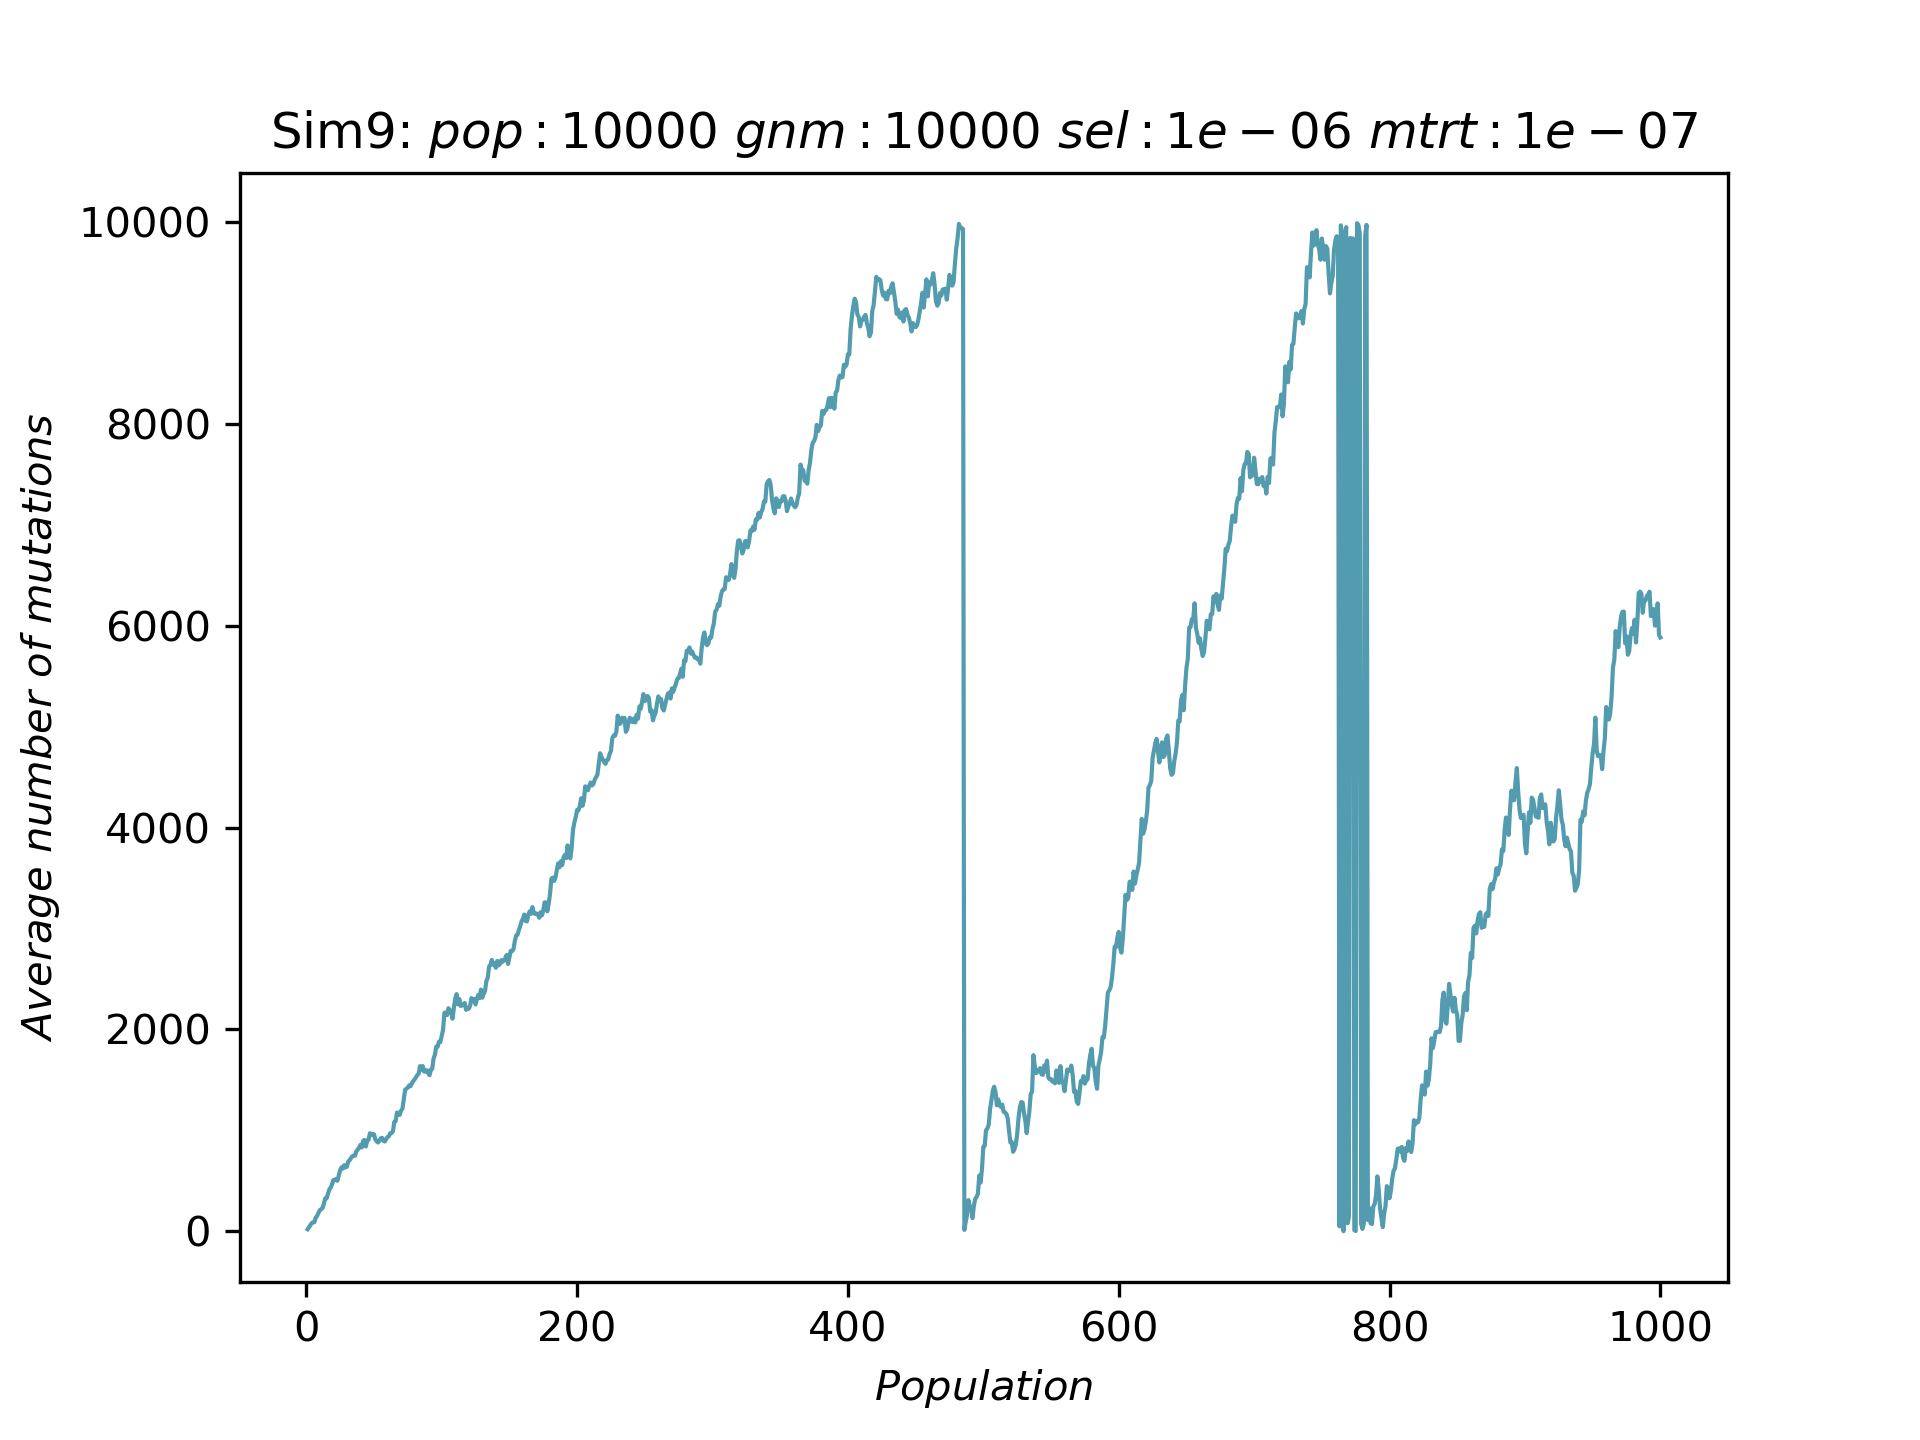 Sim9: pop : 10000 gnm : 10000 sel : 1e − 06 mtrt : 1e − 07
Average number of mutations
10000
8000
6000
4000
2000
0
0 200 400 600 800 1000
Population